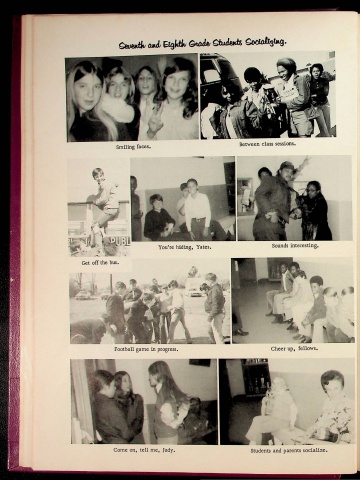 Seventh and Eighth Grade Students Socializing.
Smiling faces.
Between class sessions.
You're hiding, Yates.
Sounds interesting.
PUBL
Get off the bus.
Football game in progress.
Cheer up, fellows.
Come on, tell me, Judy.
Students and parents socialize.